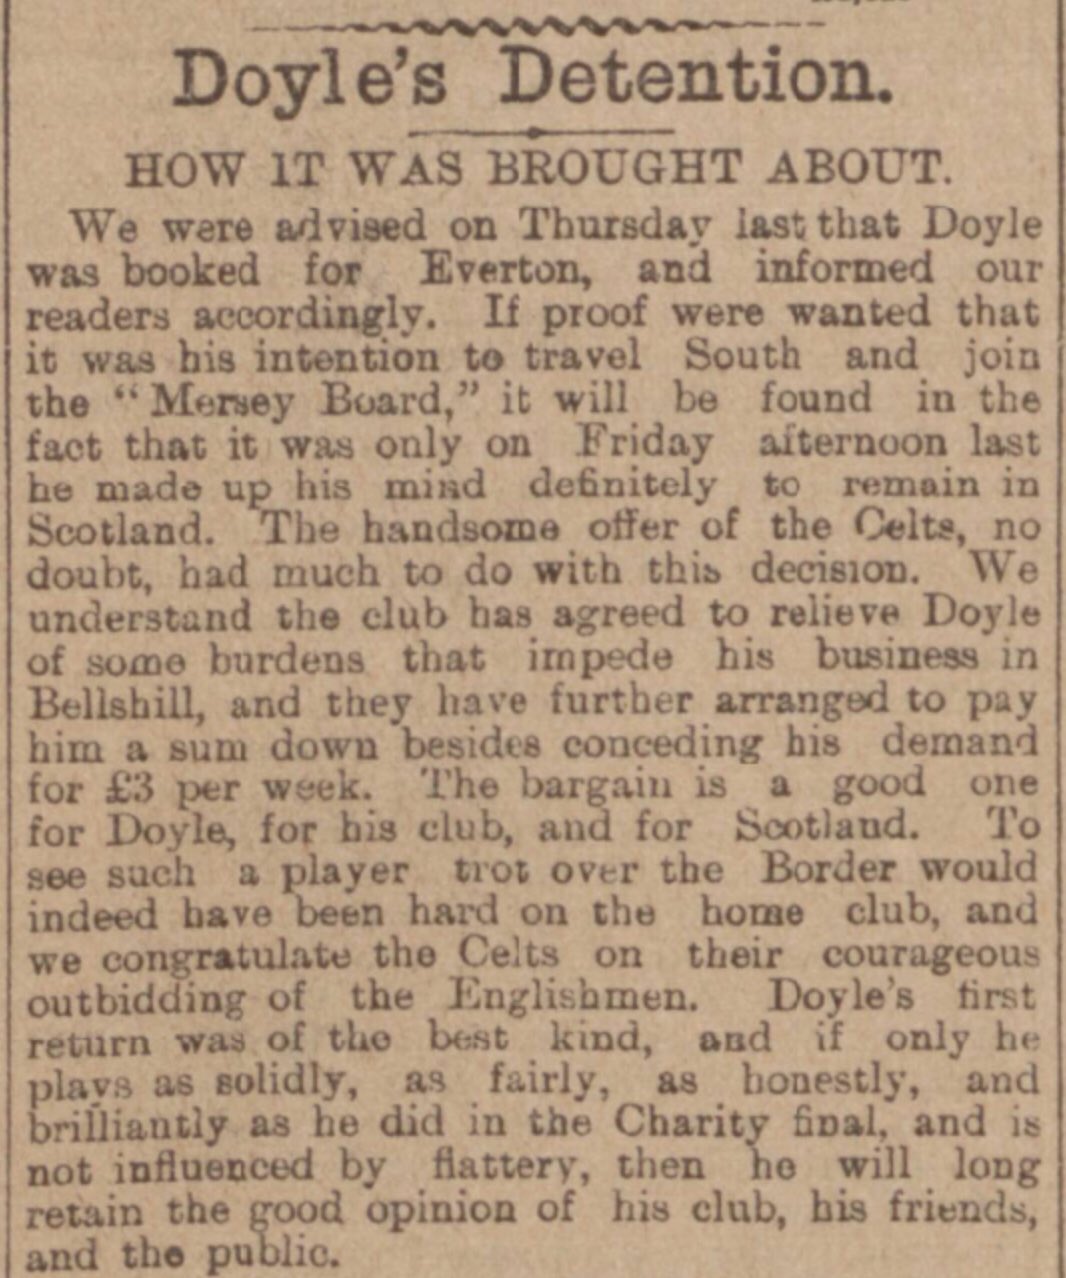 Doyle's Detention.
HOW IT WAS BROUGHT ABOUT.
We were advised on Thursday last that Doyle
was booked for Everton, and informed our
readers accordingly. If proof were wanted that
it was his intention to travel South and join
the "Mersey Board," it will be found in the
fact that it was only on Friday afternoon last
he made up his mind definitely to remain in
Scotland. The handsome offer of the Celts, no
doubt, had much to do with this decision. We
understand the club has agreed to relieve Doyle
of some burdens that impede his business in
Bellshill, and they have further arranged to pay
him a sum down besides conceding his demand
for £3 per week. The bargain is a good one
for Doyle, for his club, and for Scotland. To
see such a player trot over the Border would
indeed have been hard on the home club, and
we congratulate the Celts on their courageous
outbidding of the Englishmen. Doyle's first
return was of the best kind, and if only he
plays as solidly, as fairly, as honestly, and
brilliantly as he did in the Charity final, and is
not influenced by flattery, then he will long
retain the good opinion of his club, his friends,
and the public.